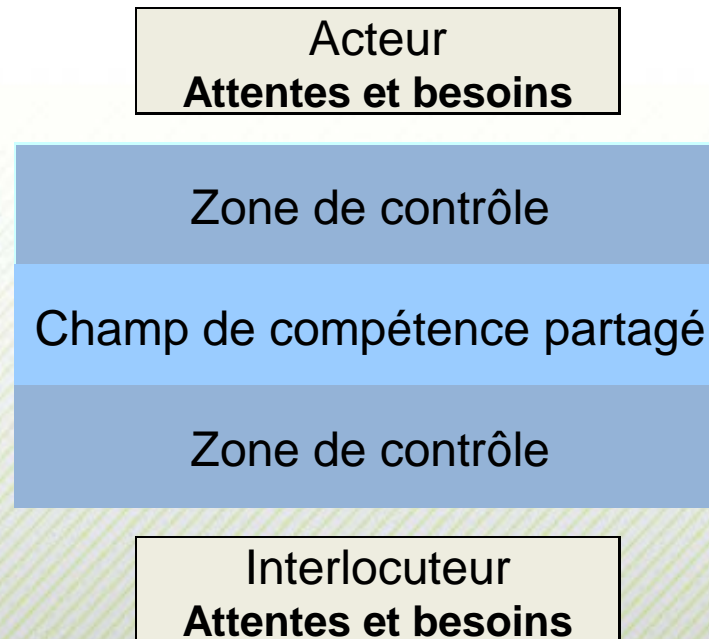 Acteur
Attentes et besoins
Zone de contrôle
Champ de compétence partagé
Zone de contrôle
Interlocuteur
Attentes et besoins